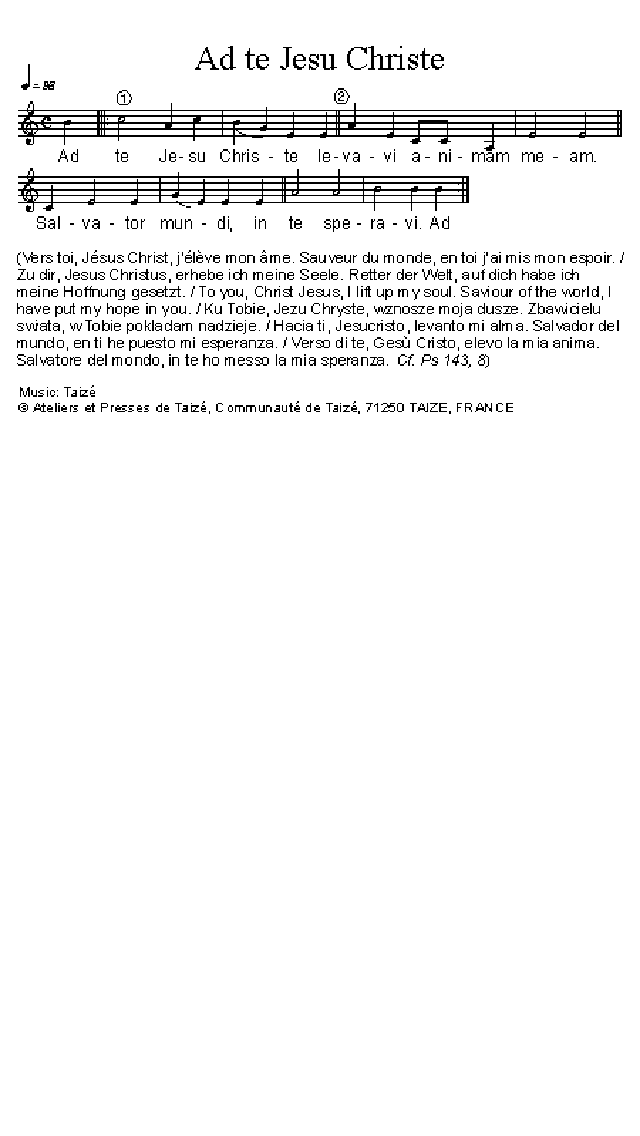 Ad te Jesu Christe
♩= 96
① ②
Ad te Je-su Chris - te le-va - vi a-ni-mam me-am.
Sal-va-tor mun-di, in te spe-ra-vi. Ad
(Vers toi, Jésus Christ, j'élève mon âme. Sauveur du monde, en toi j'ai mis mon espoir. /
Zu dir, Jesus Christus, erhebe ich meine Seele. Retter der Welt, auf dich habe ich
meine Hoffnung gesetzt. / To you, Christ Jesus, I lift up my soul. Saviour of the world, I
have put my hope in you. / Ku Tobie, Jezu Chryste, wznosze moja dusze. Zbawicielu
swiata, w Tobie pokladam nadzieje. / Hacia ti, Jesucristo, levanto mi alma. Salvador del
mundo, en ti he puesto mi esperanza. / Verso di te, Gesù Cristo, elevo la mia anima.
Salvatore del mondo, in te ho messo la mia speranza. Cf. Ps 143, 8)
Music: Taizé
© Ateliers et Presses de Taizé, Communauté de Taizé, 71250 TAIZE, FRANCE